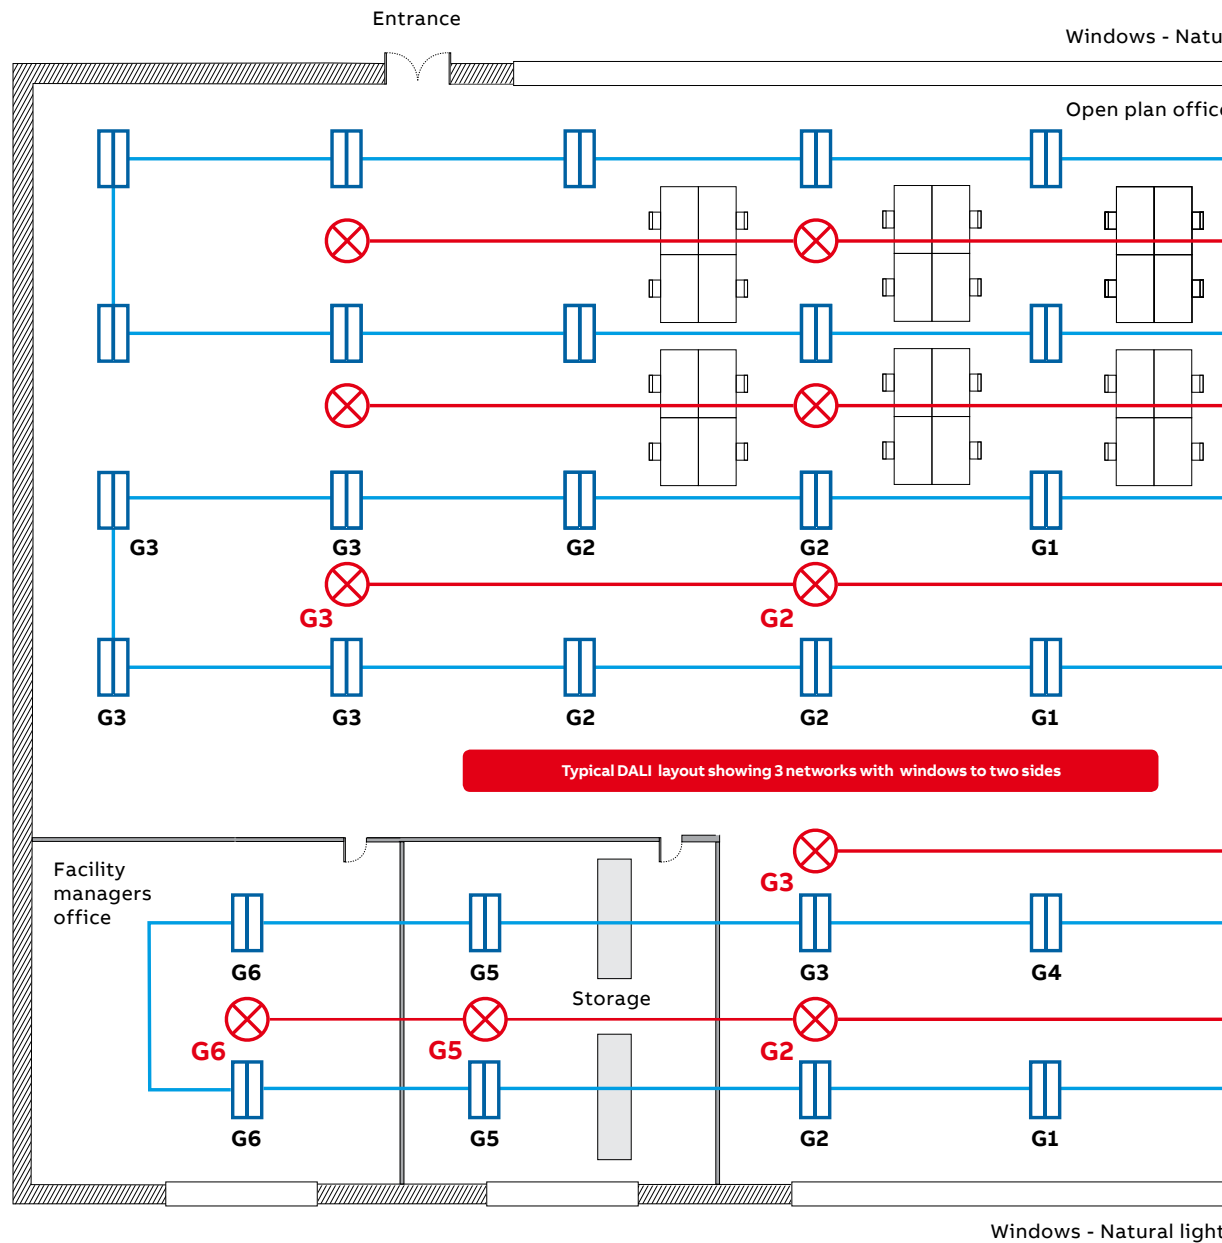 Entrance
Windows - Natu
Open plan office
G3 G3 G2 G2 G1
G3 G2
G3 G3 G2 G2 G1
Typical DALI layout showing 3 networks with windows to two sides
Facility
managers
office
G3
G6 G5 G3 G4
Storage
G6 G5 G2
G6 G5 G2 G1
Windows - Natural light